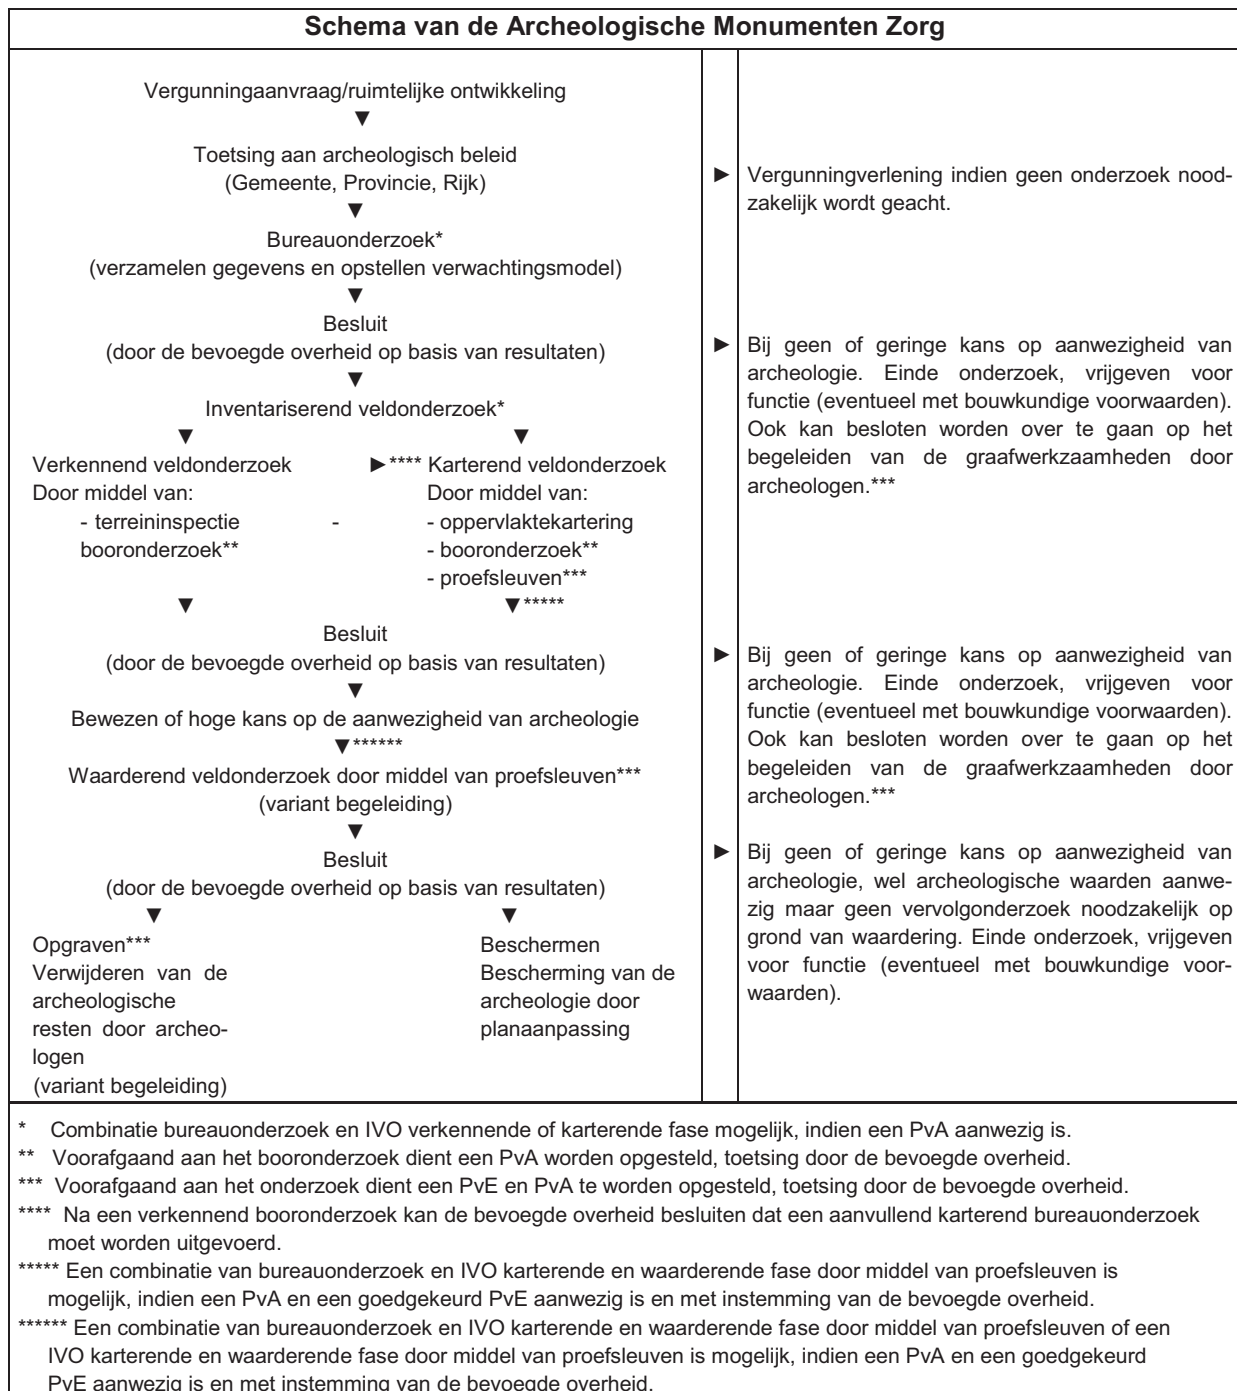 Schema van de Archeologische Monumenten Zorg
Vergunningaanvraag/ruimtelijke ontwikkeling
▼
Toetsing aan archeologisch beleid
(Gemeente, Provincie, Rijk)
▼
Bureauonderzoek*
(verzamelen gegevens en opstellen verwachtingsmodel)
▼
Besluit
(door de bevoegde overheid op basis van resultaten)
▼
Inventariserend veldonderzoek*
▼ ▼
Verkennend veldonderzoek ►**** Karterend veldonderzoek
Door middel van: Door middel van:
- terreininspectie - - oppervlaktekartering
booronderzoek** - booronderzoek**
- proefsleuven***
▼ ▼*****
Besluit
(door de bevoegde overheid op basis van resultaten)
▼
Bewezen of hoge kans op de aanwezigheid van archeologie
▼******
Waarderend veldonderzoek door middel van proefsleuven***
(variant begeleiding)
▼
Besluit
(door de bevoegde overheid op basis van resultaten)
▼ ▼
Opgraven***
Verwijderen van de
archeologische
resten door archeo-
logen
(variant begeleiding)
Beschermen
Bescherming van de
archeologie door
planaanpassing
► Vergunningverlening indien geen onderzoek nood-
zakelijk wordt geacht.
► Bij geen of geringe kans op aanwezigheid van
archeologie. Einde onderzoek, vrijgeven voor
functie (eventueel met bouwkundige voorwaarden).
Ook kan besloten worden over te gaan op het
begeleiden van de graafwerkzaamheden door
archeologen.***
► Bij geen of geringe kans op aanwezigheid van
archeologie. Einde onderzoek, vrijgeven voor
functie (eventueel met bouwkundige voorwaarden).
Ook kan besloten worden over te gaan op het
begeleiden van de graafwerkzaamheden door
archeologen.***
► Bij geen of geringe kans op aanwezigheid van
archeologie, wel archeologische waarden aanwe-
zig maar geen vervolgonderzoek noodzakelijk op
grond van waardering. Einde onderzoek, vrijgeven
voor functie (eventueel met bouwkundige voor-
waarden).
* Combinatie bureauonderzoek en IVO verkennende of karterende fase mogelijk, indien een PvA aanwezig is.
** Voorafgaand aan het booronderzoek dient een PvA worden opgesteld, toetsing door de bevoegde overheid.
*** Voorafgaand aan het onderzoek dient een PvE en PvA te worden opgesteld, toetsing door de bevoegde overheid.
**** Na een verkennend booronderzoek kan de bevoegde overheid besluiten dat een aanvullend karterend bureauonderzoek
moet worden uitgevoerd.
***** Een combinatie van bureauonderzoek en IVO karterende en waarderende fase door middel van proefsleuven is
mogelijk, indien een PvA en een goedgekeurd PvE aanwezig is en met instemming van de bevoegde overheid.
****** Een combinatie van bureauonderzoek en IVO karterende en waarderende fase door middel van proefsleuven of een
IVO karterende en waarderende fase door middel van proefsleuven is mogelijk, indien een PvA en een goedgekeurd
PvE aanwezig is en met instemming van de bevoegde overheid.